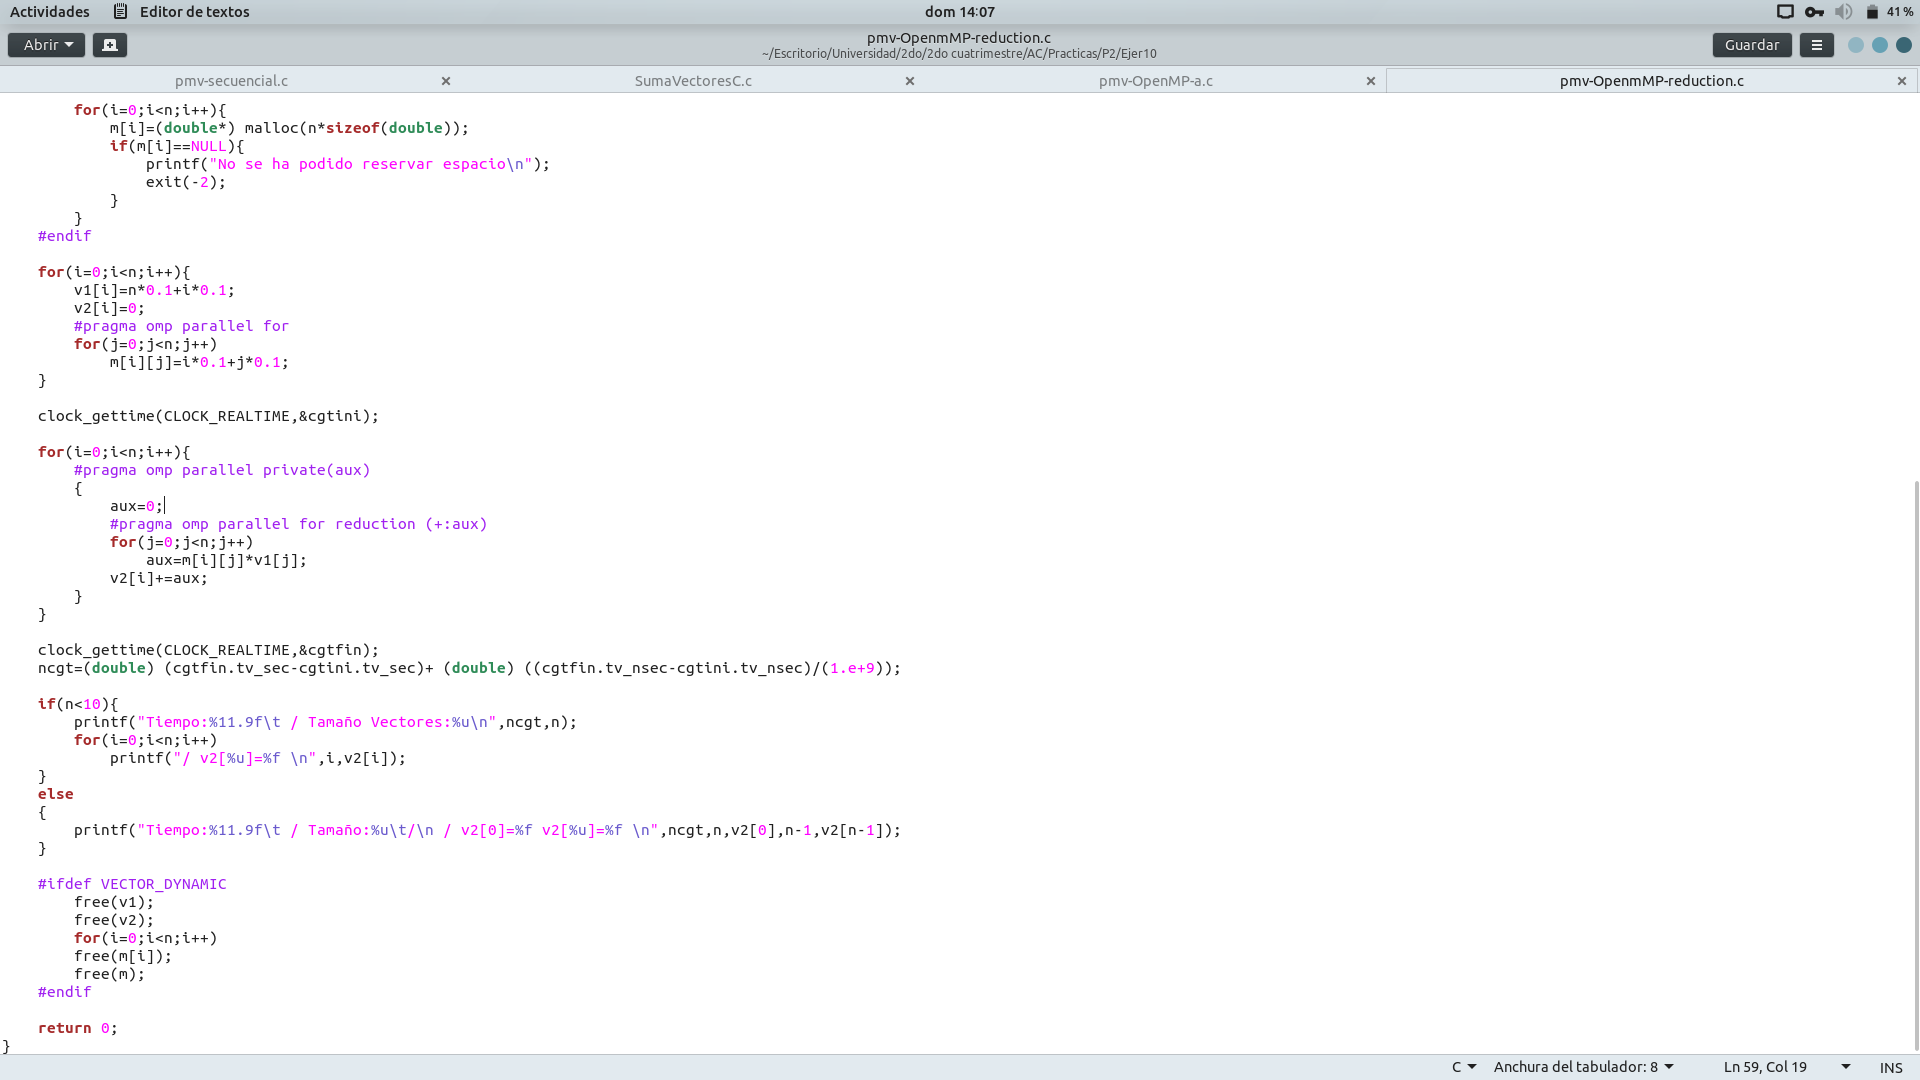 Actividades Editor de textos dom 14:07 41 %
Abrir pmv-OpenmMP-reduction.c Guardar
~/Escritorio/Universidad/2do/2do cuatrimestre/AC/Practicas/P2/Ejer10
pmv-secuencial.c SumaVectoresC.c pmv-OpenMP-a.c pmv-OpenmMP-reduction.c
for(i=0;i<n;i++){
m[i]=(double*) malloc(n*sizeof(double));
if(m[i]==NULL){
printf("No se ha podido reservar espacio\n");
exit(-2);
}
}
#endif
for(i=0;i<n;i++){
v1[i]=n*0.1+i*0.1;
v2[i]=0;
#pragma omp parallel for
for(j=0;j<n;j++)
m[i][j]=i*0.1+j*0.1;
}
clock_gettime(CLOCK_REALTIME,&cgtini);
for(i=0;i<n;i++){
#pragma omp parallel private(aux)
{
aux=0;
#pragma omp parallel for reduction (+:aux)
for(j=0;j<n;j++)
aux=m[i][j]*v1[j];
v2[i]+=aux;
}
}
clock_gettime(CLOCK_REALTIME,&cgtfin);
ncgt=(double) (cgtfin.tv_sec-cgtini.tv_sec)+ (double) ((cgtfin.tv_nsec-cgtini.tv_nsec)/(1.e+9));
if(n<10){
printf("Tiempo:%11.9f\t / Tamaño Vectores:%u\n",ncgt,n);
for(i=0;i<n;i++)
printf("/ v2[%u]=%f \n",i,v2[i]);
}
else
{
printf("Tiempo:%11.9f\t / Tamaño:%u\t/\n / v2[0]=%f v2[%u]=%f \n",ncgt,n,v2[0],n-1,v2[n-1]);
}
#ifdef VECTOR_DYNAMIC
free(v1);
free(v2);
for(i=0;i<n;i++)
free(m[i]);
free(m);
#endif
return 0;
}
C Anchura del tabulador: 8 Ln 59, Col 19 INS